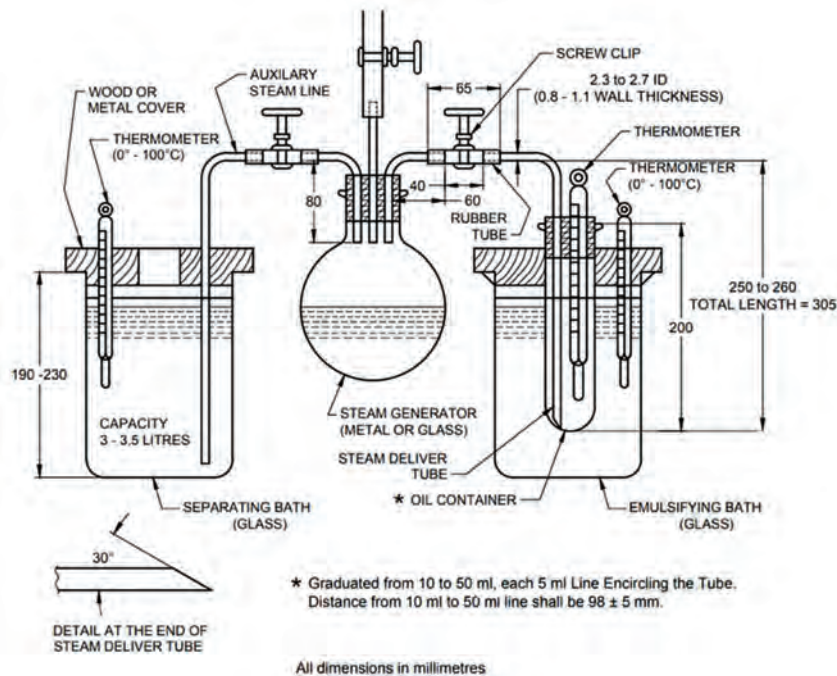 SCREW CLIP
65
2.3 to 2.7 ID
(0.8 - 1.1 WALL THICKNESS)
AUXILARY
STEAM LINE
WOOD OR
METAL COVER
THERMOMETER
(0° - 100°C)
THERMOMETER
THERMOMETER
(0° - 100°C)
80
40
60
RUBBER
TUBE
250 to 260
TOTAL LENGTH = 305
200
190 -230
CAPACITY
3 - 3.5 LITRES
STEAM GENERATOR
(METAL OR GLASS)
STEAM DELIVER
TUBE
* OIL CONTAINER
SEPARATING BATH
(GLASS)
EMULSIFYING BATH
(GLASS)
30°
* Graduated from 10 to 50 ml, each 5 ml Line Encircling the Tube.
Distance from 10 ml to 50 ml line shall be 98 ± 5 mm.
DETAIL AT THE END OF
STEAM DELIVER TUBE
All dimensions in millimetres